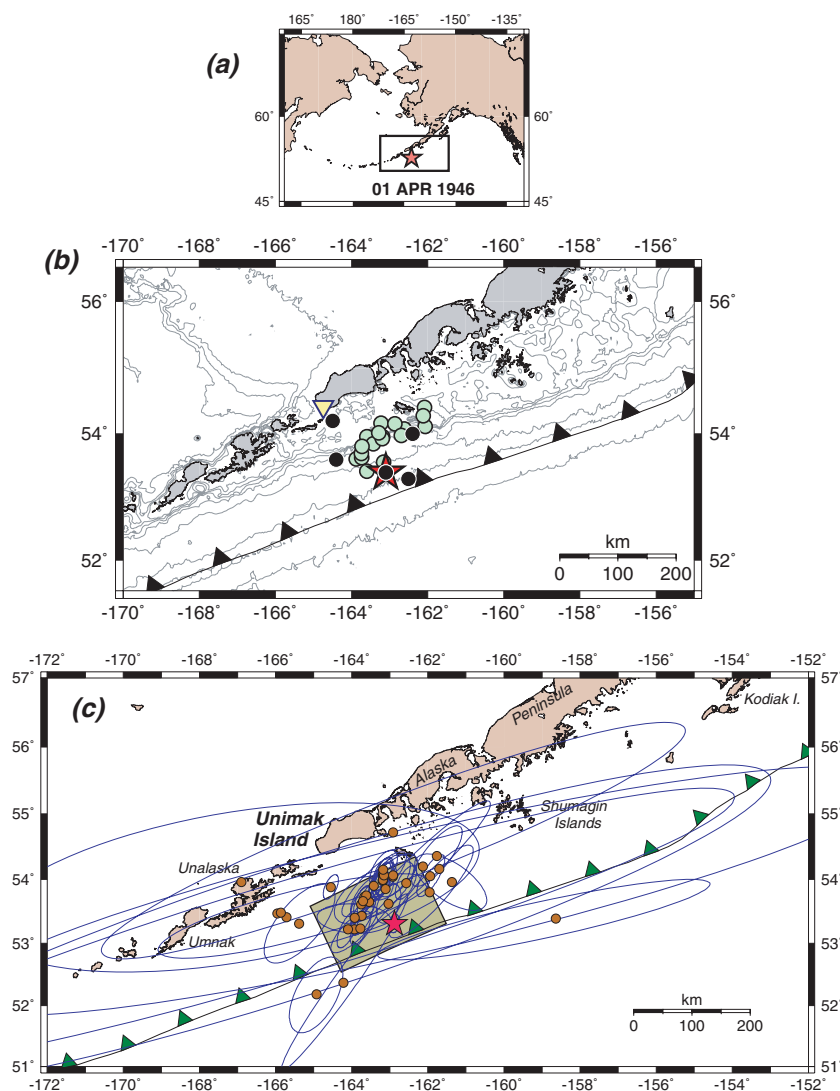 165° 180° -165° -150° -135°
(a)
60° 60°
01 APR 1946
45° 45°
-170° -168° -166° -164° -162° -160° -158° -156°
(b)
56° 56°
54° 54°
52° 52°
km
0 100 200
-170° -168° -166° -164° -162° -160° -158° -156°
-172° -170° -168° -166° -164° -162° -160° -158° -156° -154° -152°
57° 57°
(c)
Kodiak I.
Peninsula
56° 56°
Alaska
55° 55°
Unimak
Island
Shumagin
Islands
Unalaska
54° 54°
53° 53°
Umnak
52° 52°
km
0 100 200
51° 51°
-172° -170° -168° -166° -164° -162° -160° -158° -156° -154° -152°